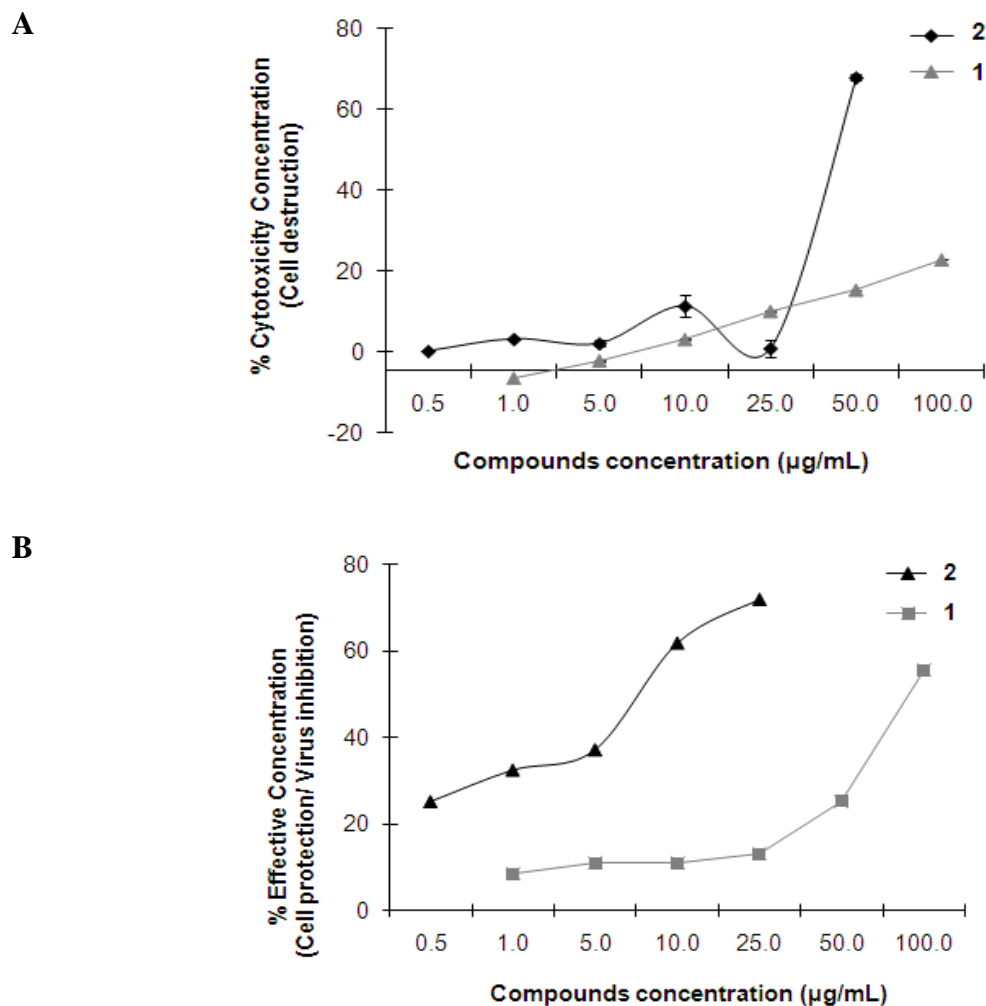 A
80
60
40
20
0
-20
% Cytotoxicity Concentration
(Cell destruction)
2
1
0.5 1.0 5.0 10.0 25.0 50.0 100.0
Compounds concentration (µg/mL)
B
80
60
40
20
0
% Effective Concentration
(Cell protection/ Virus inhibition)
2
1
0.5 1.0 5.0 10.0 25.0 50.0 100.0
Compounds concentration (µg/mL)